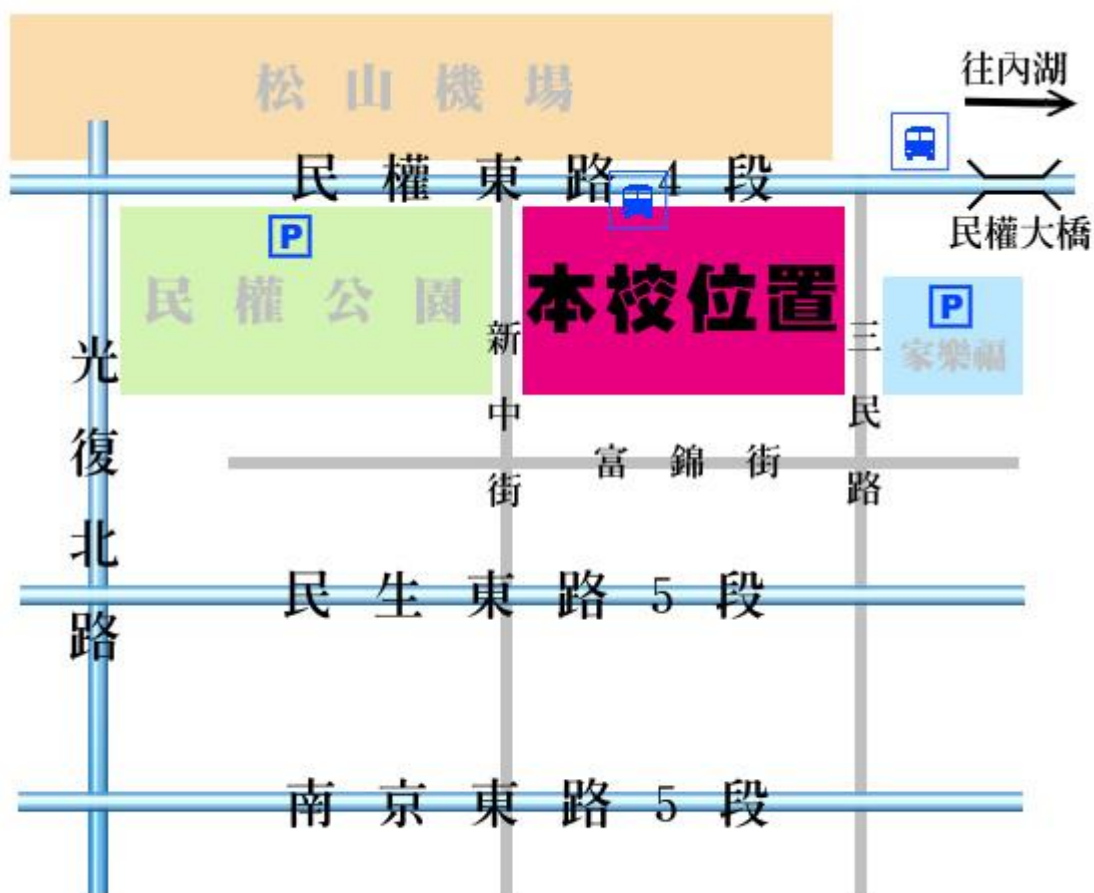 松山機場
往內湖
民權東路4段
民權大橋
P
民權公園
本校位置
P
家樂福
光復北路
新中街
三民路
富錦街
民生東路5段
南京東路5段